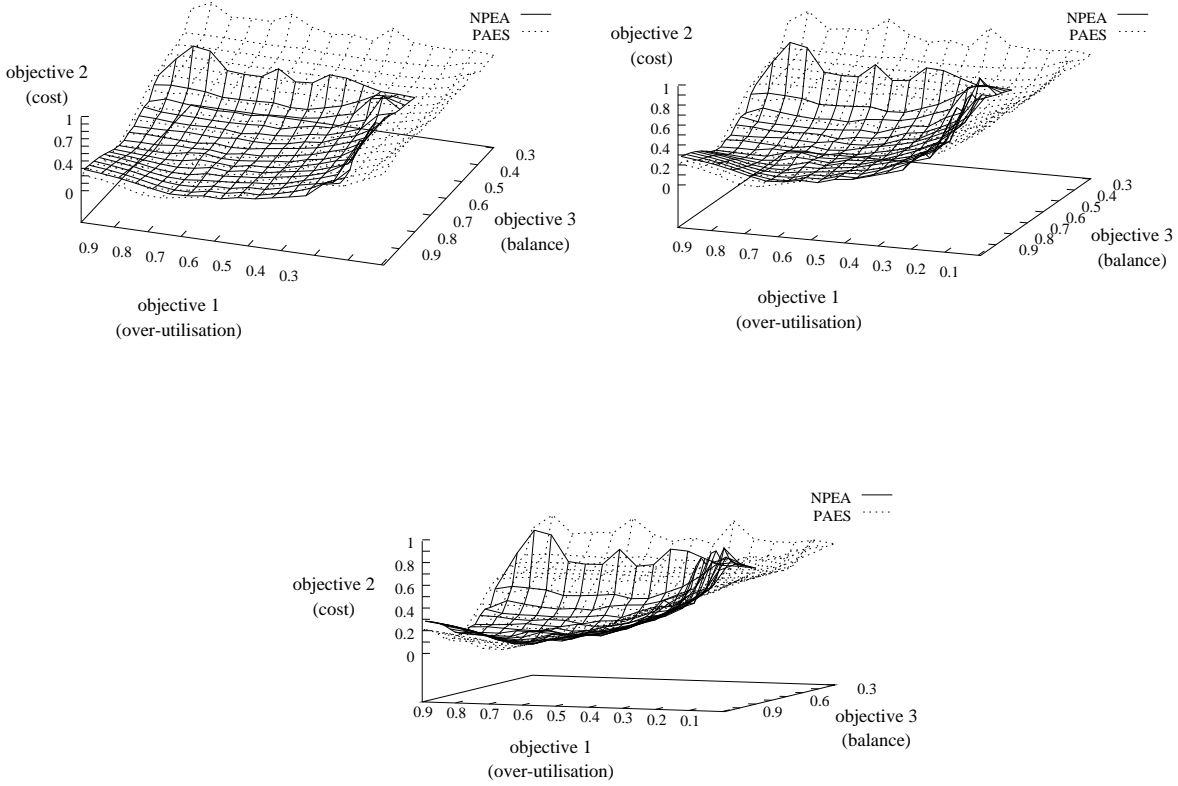 NPEA
PAES
objective 2
(cost)
1
0.7
0.4
0
0.3
0.4
0.5
0.6
0.7
0.8
0.9
objective 3
(balance)
0.9 0.8 0.7 0.6 0.5 0.4 0.3
objective 1
(over-utilisation)
NPEA
PAES
objective 2
(cost)
1
0.8
0.6
0.4
0.2
0
0.3
0.4
0.5
0.6
0.7
0.8
0.9
objective 3
(balance)
0.9 0.8 0.7 0.6 0.5 0.4 0.3 0.2 0.1
objective 1
(over-utilisation)
NPEA
PAES
objective 2
(cost)
1
0.8
0.6
0.4
0.2
0
0.3
0.6
0.9
objective 3
(balance)
0.9 0.8 0.7 0.6 0.5 0.4 0.3 0.2 0.1
objective 1
(over-utilisation)